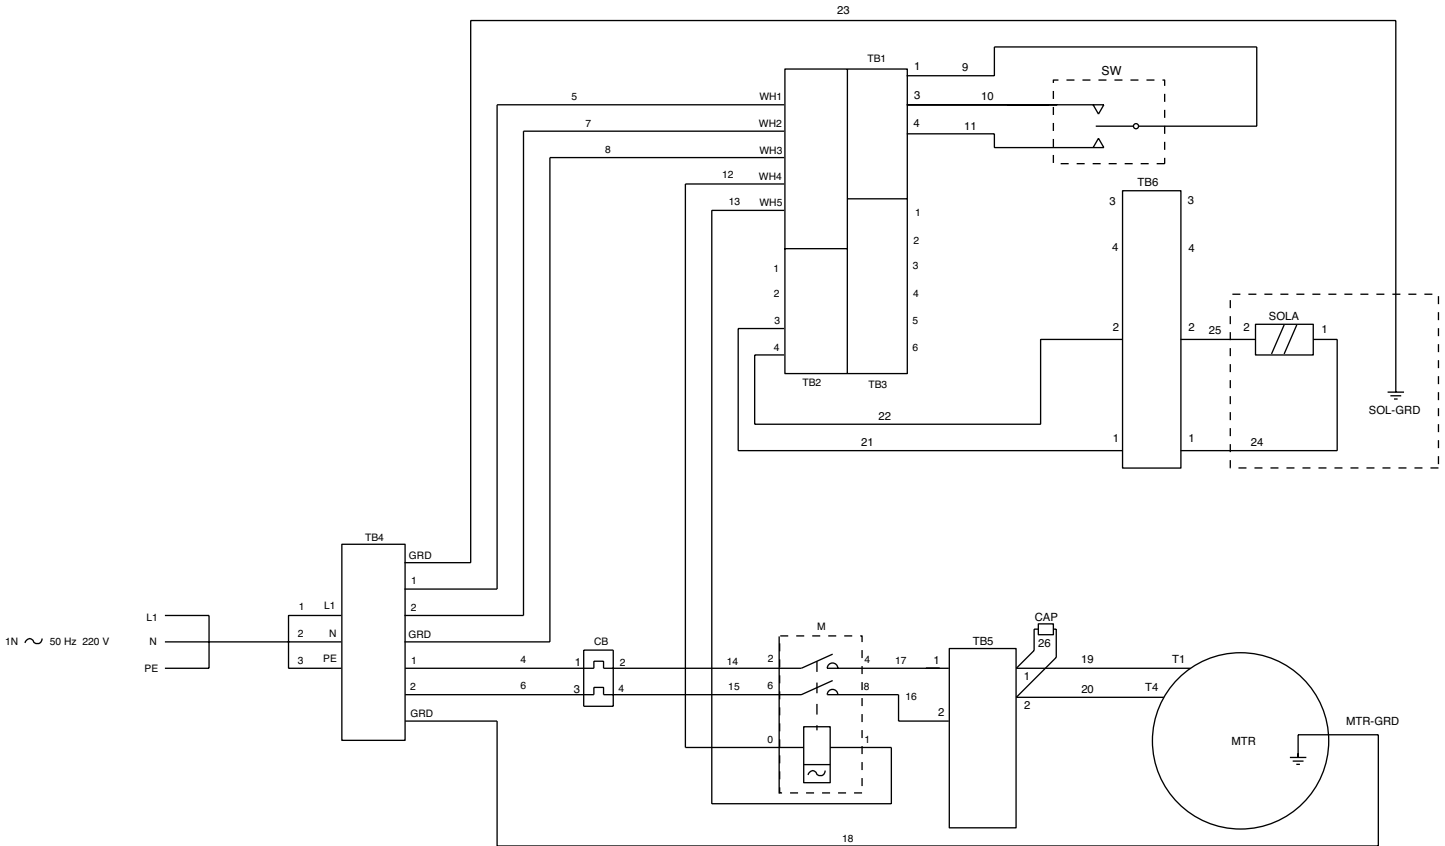 23
TB1
1 9
SW
5 WH1 3 10
7 WH2 4 11
8 WH3
12 WH4 TB6
13 WH5 3 3
1
2 4 4
1 3
2 4 SOLA
3 5 2 2 25 2 1
4 6
TB2 TB3
SOL-GRD
22
21 1 1 24
TB4
GRD
1
1 L1 2
L1 CAP
1N 50 Hz 220 V N 2 N GRD CB M TB5 26
PE 3 PE 1 4 1 2 14 2 4 17 1 1 19 T1
2 6 3 4 15 6 8 16 2 20 T4
GRD 2 MTR-GRD
0 1 MTR
18